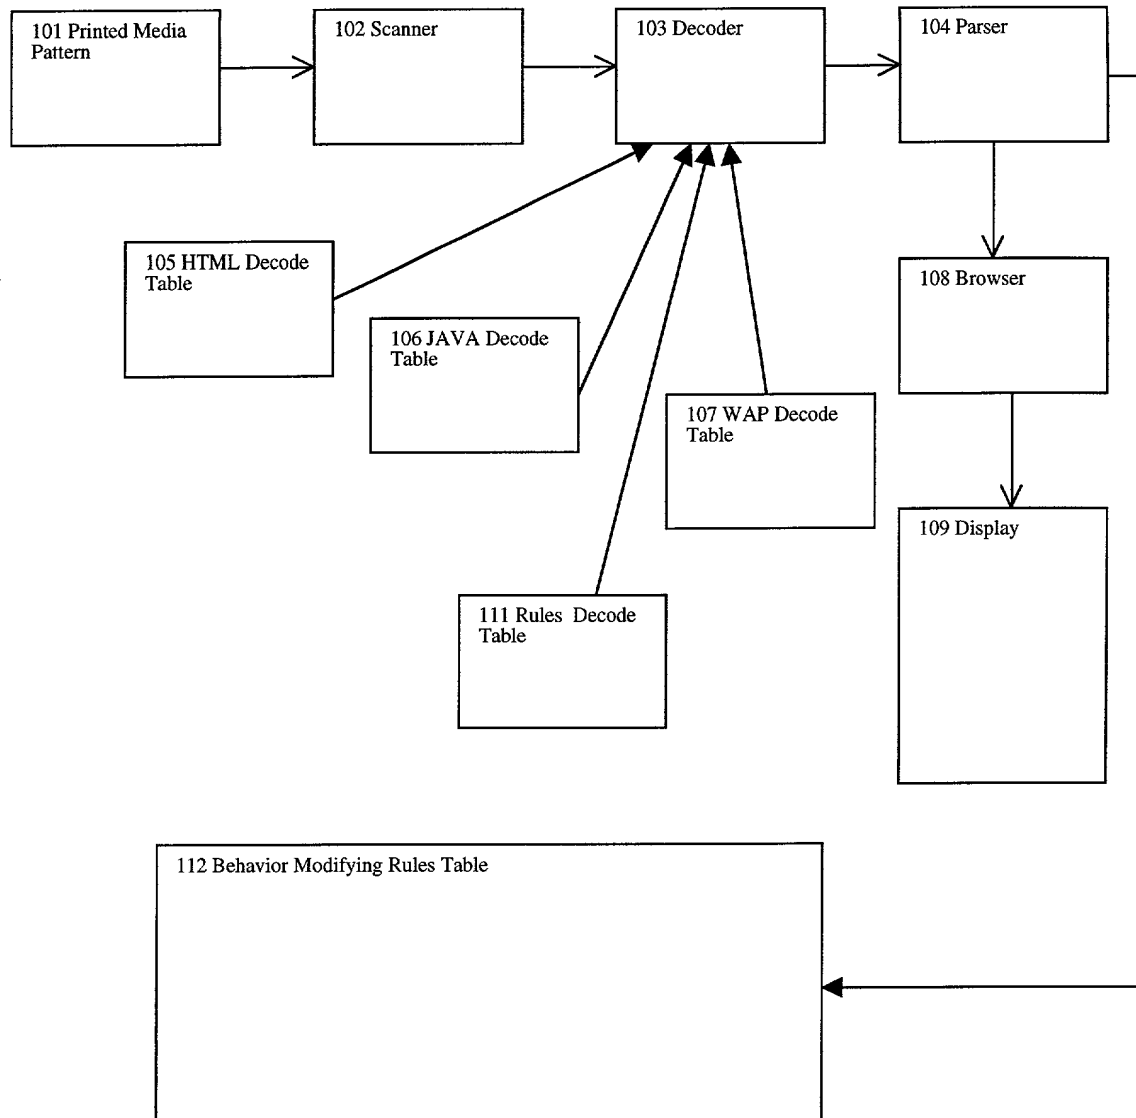 101 Printed Media
Pattern
102 Scanner
103 Decoder
104 Parser
105 HTML Decode
Table
106 JAVA Decode
Table
107 WAP Decode
Table
108 Browser
109 Display
111 Rules  Decode
Table
112 Behavior Modifying Rules Table